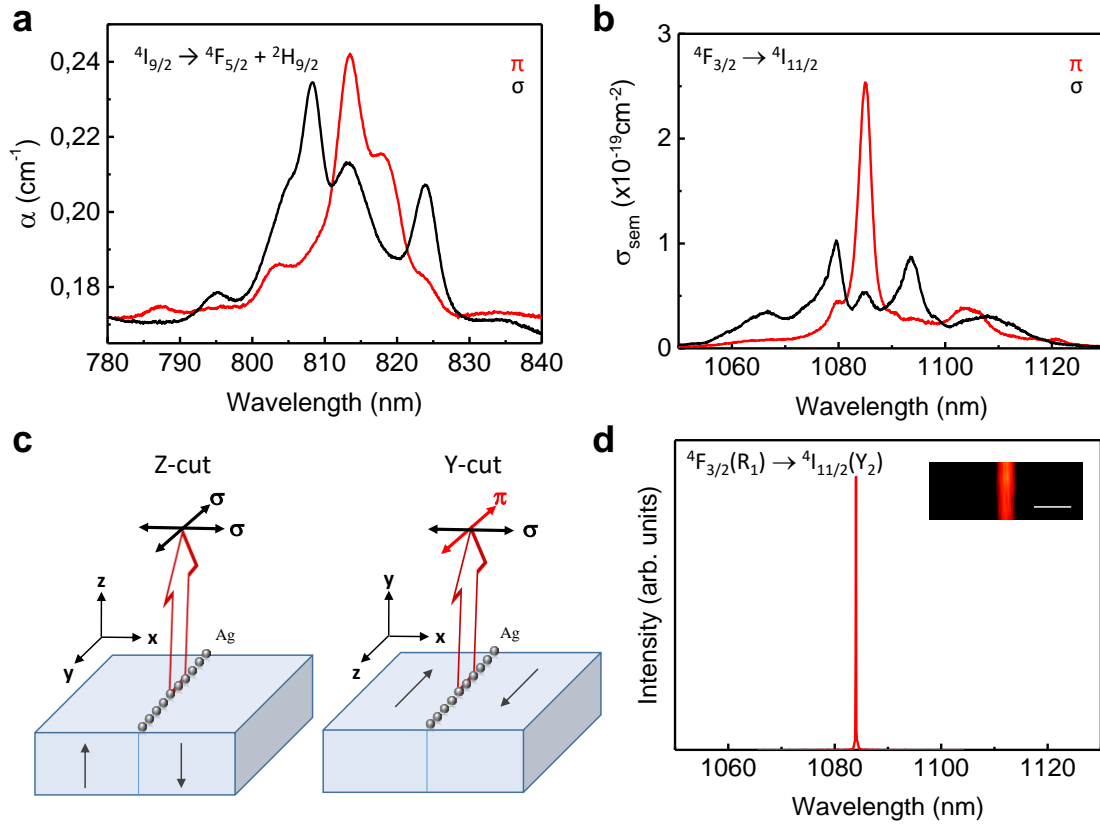 a
⁴I₉/₂ → ⁴F₅/₂ + ²H₉/₂
π
σ
0,24
0,22
0,20
0,18
α (cm⁻¹)
780 790 800 810 820 830 840
Wavelength (nm)
b
⁴F₃/₂ → ⁴I₁₁/₂
π
σ
3
2
1
0
σsem (x10⁻¹⁹cm⁻²)
1060 1080 1100 1120
Wavelength (nm)
c
Z-cut
σ
σ
z
x
y
Ag
Y-cut
π
σ
y
x
z
Ag
d
⁴F₃/₂(R₁) → ⁴I₁₁/₂(Y₂)
Intensity (arb. units)
1060 1080 1100 1120
Wavelength (nm)